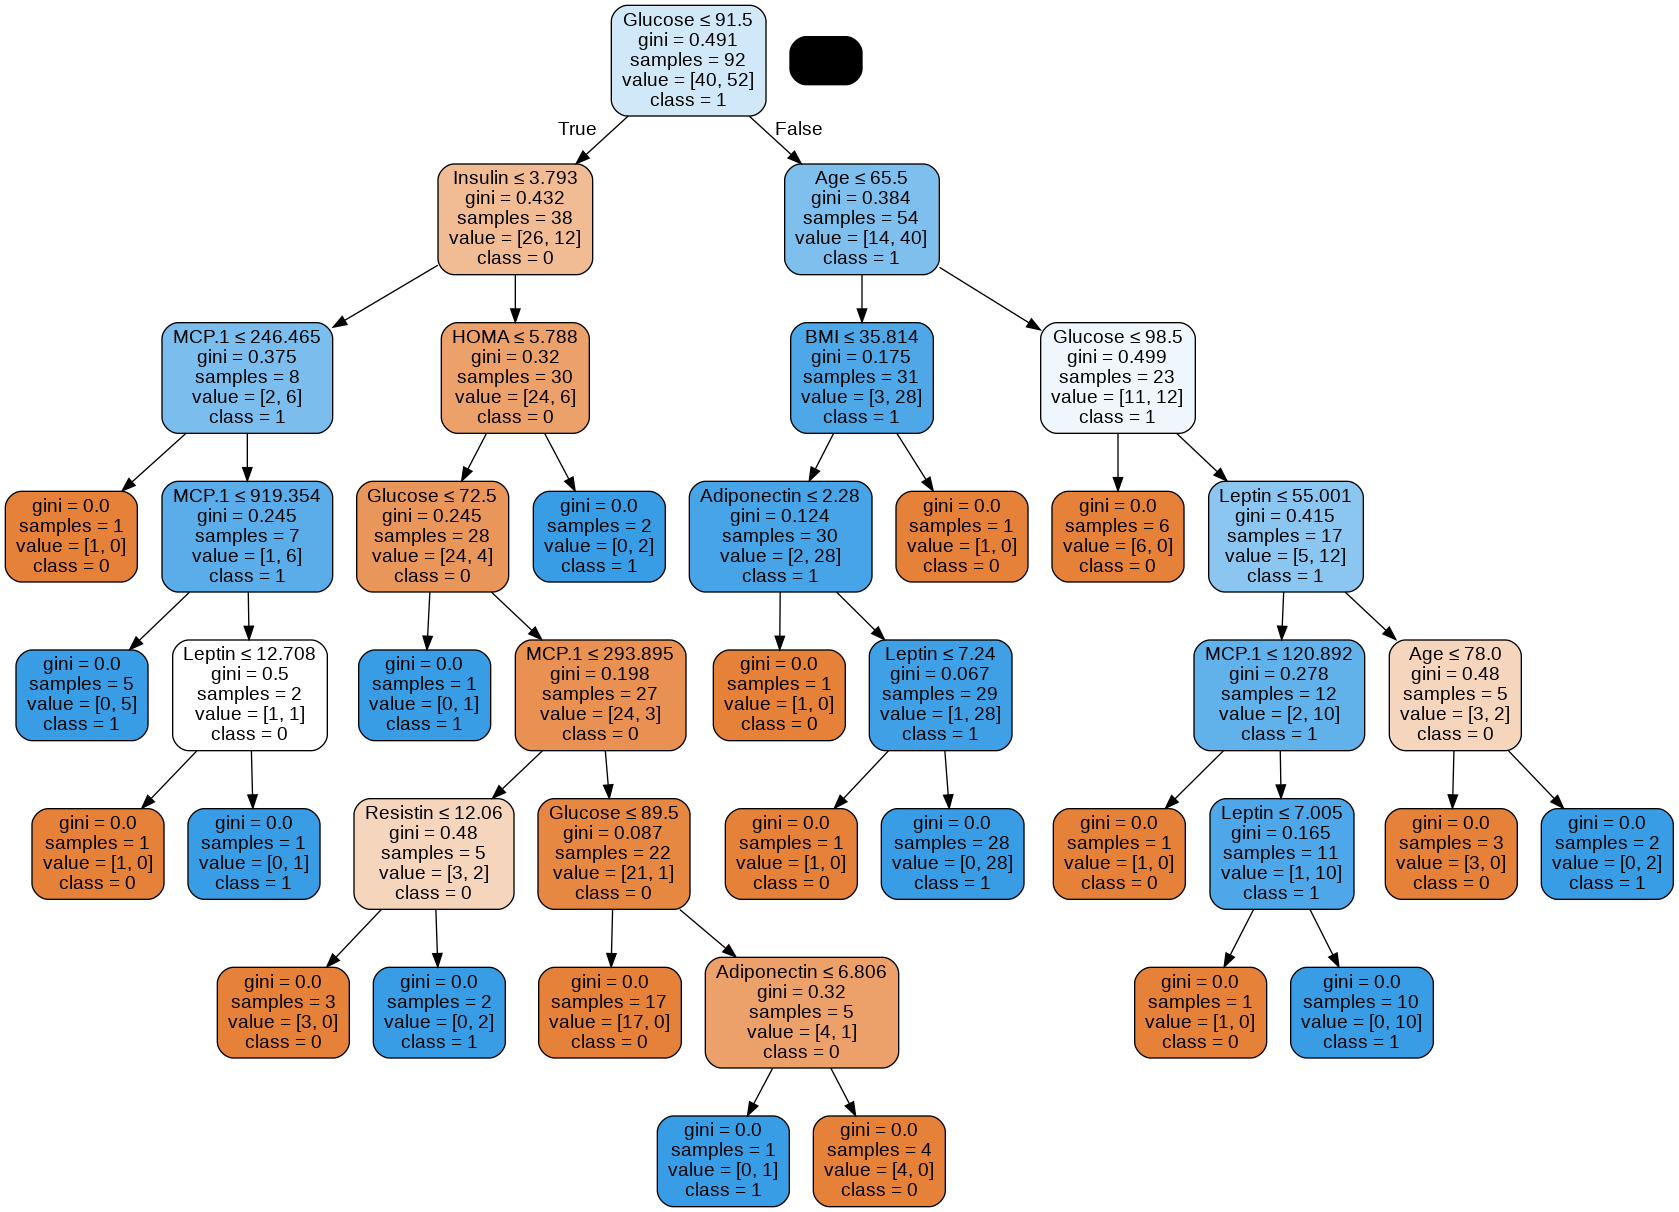 Glucose ≤ 91.5
gini = 0.491
samples = 92
value = [40, 52]
class = 1
True
False
Insulin ≤ 3.793
gini = 0.432
samples = 38
value = [26, 12]
class = 0
Age ≤ 65.5
gini = 0.384
samples = 54
value = [14, 40]
class = 1
MCP.1 ≤ 246.465
gini = 0.375
samples = 8
value = [2, 6]
class = 1
HOMA ≤ 5.788
gini = 0.32
samples = 30
value = [24, 6]
class = 0
BMI ≤ 35.814
gini = 0.175
samples = 31
value = [3, 28]
class = 1
Glucose ≤ 98.5
gini = 0.499
samples = 23
value = [11, 12]
class = 1
gini = 0.0
samples = 1
value = [1, 0]
class = 0
MCP.1 ≤ 919.354
gini = 0.245
samples = 7
value = [1, 6]
class = 1
Glucose ≤ 72.5
gini = 0.245
samples = 28
value = [24, 4]
class = 0
gini = 0.0
samples = 2
value = [0, 2]
class = 1
Adiponectin ≤ 2.28
gini = 0.124
samples = 30
value = [2, 28]
class = 1
gini = 0.0
samples = 1
value = [1, 0]
class = 0
gini = 0.0
samples = 6
value = [6, 0]
class = 0
Leptin ≤ 55.001
gini = 0.415
samples = 17
value = [5, 12]
class = 1
gini = 0.0
samples = 5
value = [0, 5]
class = 1
Leptin ≤ 12.708
gini = 0.5
samples = 2
value = [1, 1]
class = 0
gini = 0.0
samples = 1
value = [0, 1]
class = 1
MCP.1 ≤ 293.895
gini = 0.198
samples = 27
value = [24, 3]
class = 0
gini = 0.0
samples = 1
value = [1, 0]
class = 0
Leptin ≤ 7.24
gini = 0.067
samples = 29
value = [1, 28]
class = 1
MCP.1 ≤ 120.892
gini = 0.278
samples = 12
value = [2, 10]
class = 1
Age ≤ 78.0
gini = 0.48
samples = 5
value = [3, 2]
class = 0
gini = 0.0
samples = 1
value = [1, 0]
class = 0
gini = 0.0
samples = 1
value = [0, 1]
class = 1
Resistin ≤ 12.06
gini = 0.48
samples = 5
value = [3, 2]
class = 0
Glucose ≤ 89.5
gini = 0.087
samples = 22
value = [21, 1]
class = 0
gini = 0.0
samples = 1
value = [1, 0]
class = 0
gini = 0.0
samples = 28
value = [0, 28]
class = 1
gini = 0.0
samples = 1
value = [1, 0]
class = 0
Leptin ≤ 7.005
gini = 0.165
samples = 11
value = [1, 10]
class = 1
gini = 0.0
samples = 3
value = [3, 0]
class = 0
gini = 0.0
samples = 2
value = [0, 2]
class = 1
gini = 0.0
samples = 3
value = [3, 0]
class = 0
gini = 0.0
samples = 2
value = [0, 2]
class = 1
gini = 0.0
samples = 17
value = [17, 0]
class = 0
Adiponectin ≤ 6.806
gini = 0.32
samples = 5
value = [4, 1]
class = 0
gini = 0.0
samples = 1
value = [1, 0]
class = 0
gini = 0.0
samples = 10
value = [0, 10]
class = 1
gini = 0.0
samples = 1
value = [0, 1]
class = 1
gini = 0.0
samples = 4
value = [4, 0]
class = 0